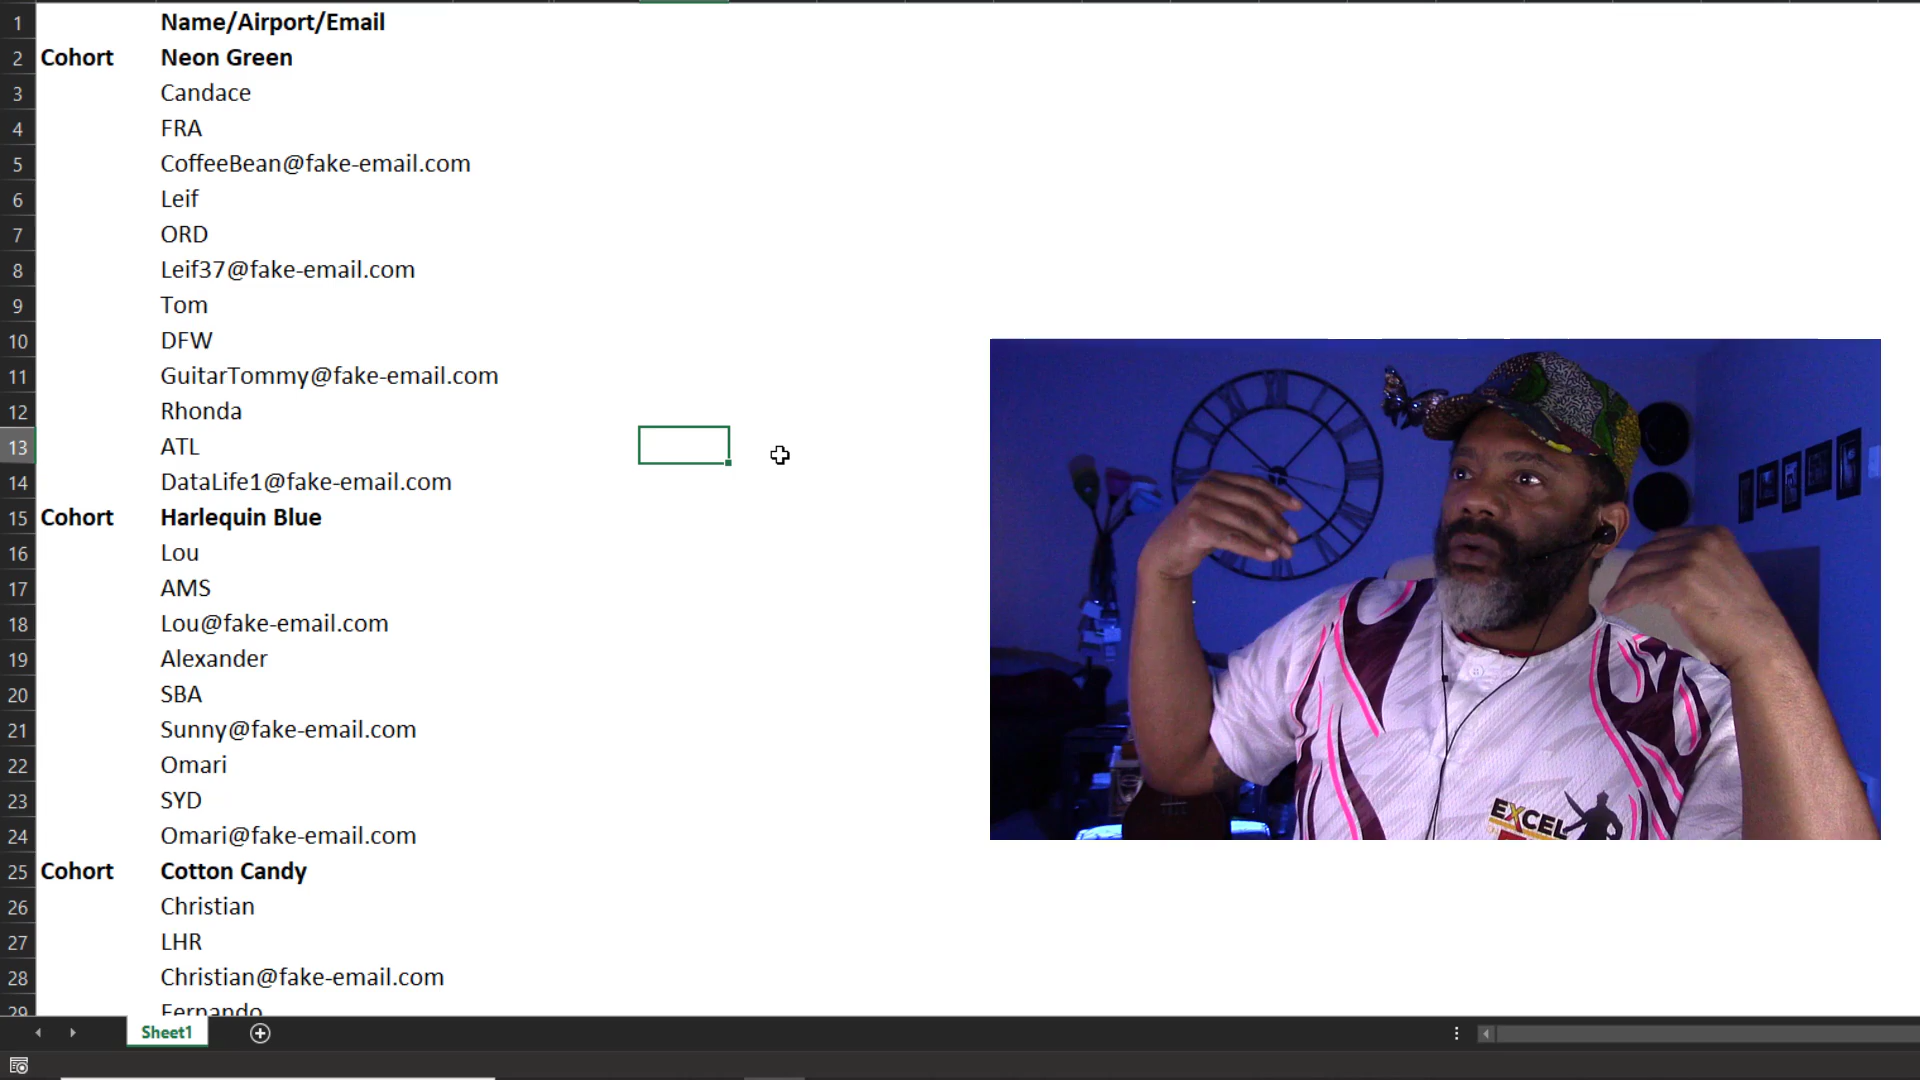 1 Name/Airport/Email
2 Cohort Neon Green
3 Candace
4 FRA
5 CoffeeBean@fake-email.com
6 Leif
7 ORD
8 Leif37@fake-email.com
9 Tom
10 DFW
11 GuitarTommy@fake-email.com
12 Rhonda
13 ATL
14 DataLife1@fake-email.com
15 Cohort Harlequin Blue
16 Lou
17 AMS
18 Lou@fake-email.com
19 Alexander
20 SBA
21 Sunny@fake-email.com
22 Omari
23 SYD
24 Omari@fake-email.com
25 Cohort Cotton Candy
26 Christian
27 LHR
28 Christian@fake-email.com
29 Fernando
EXCEL
Sheet1